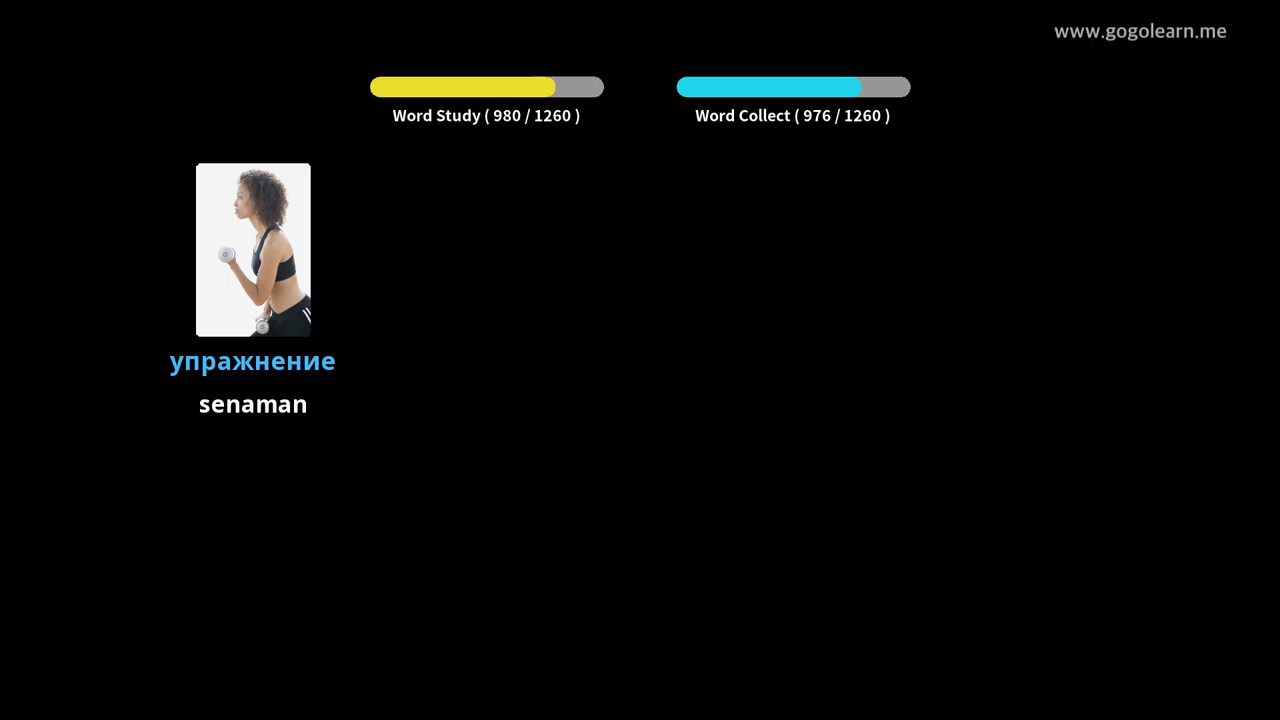 www.gogolearn.me
Word Study ( 980 / 1260 )
Word Collect ( 976 / 1260 )
упражнение
senaman